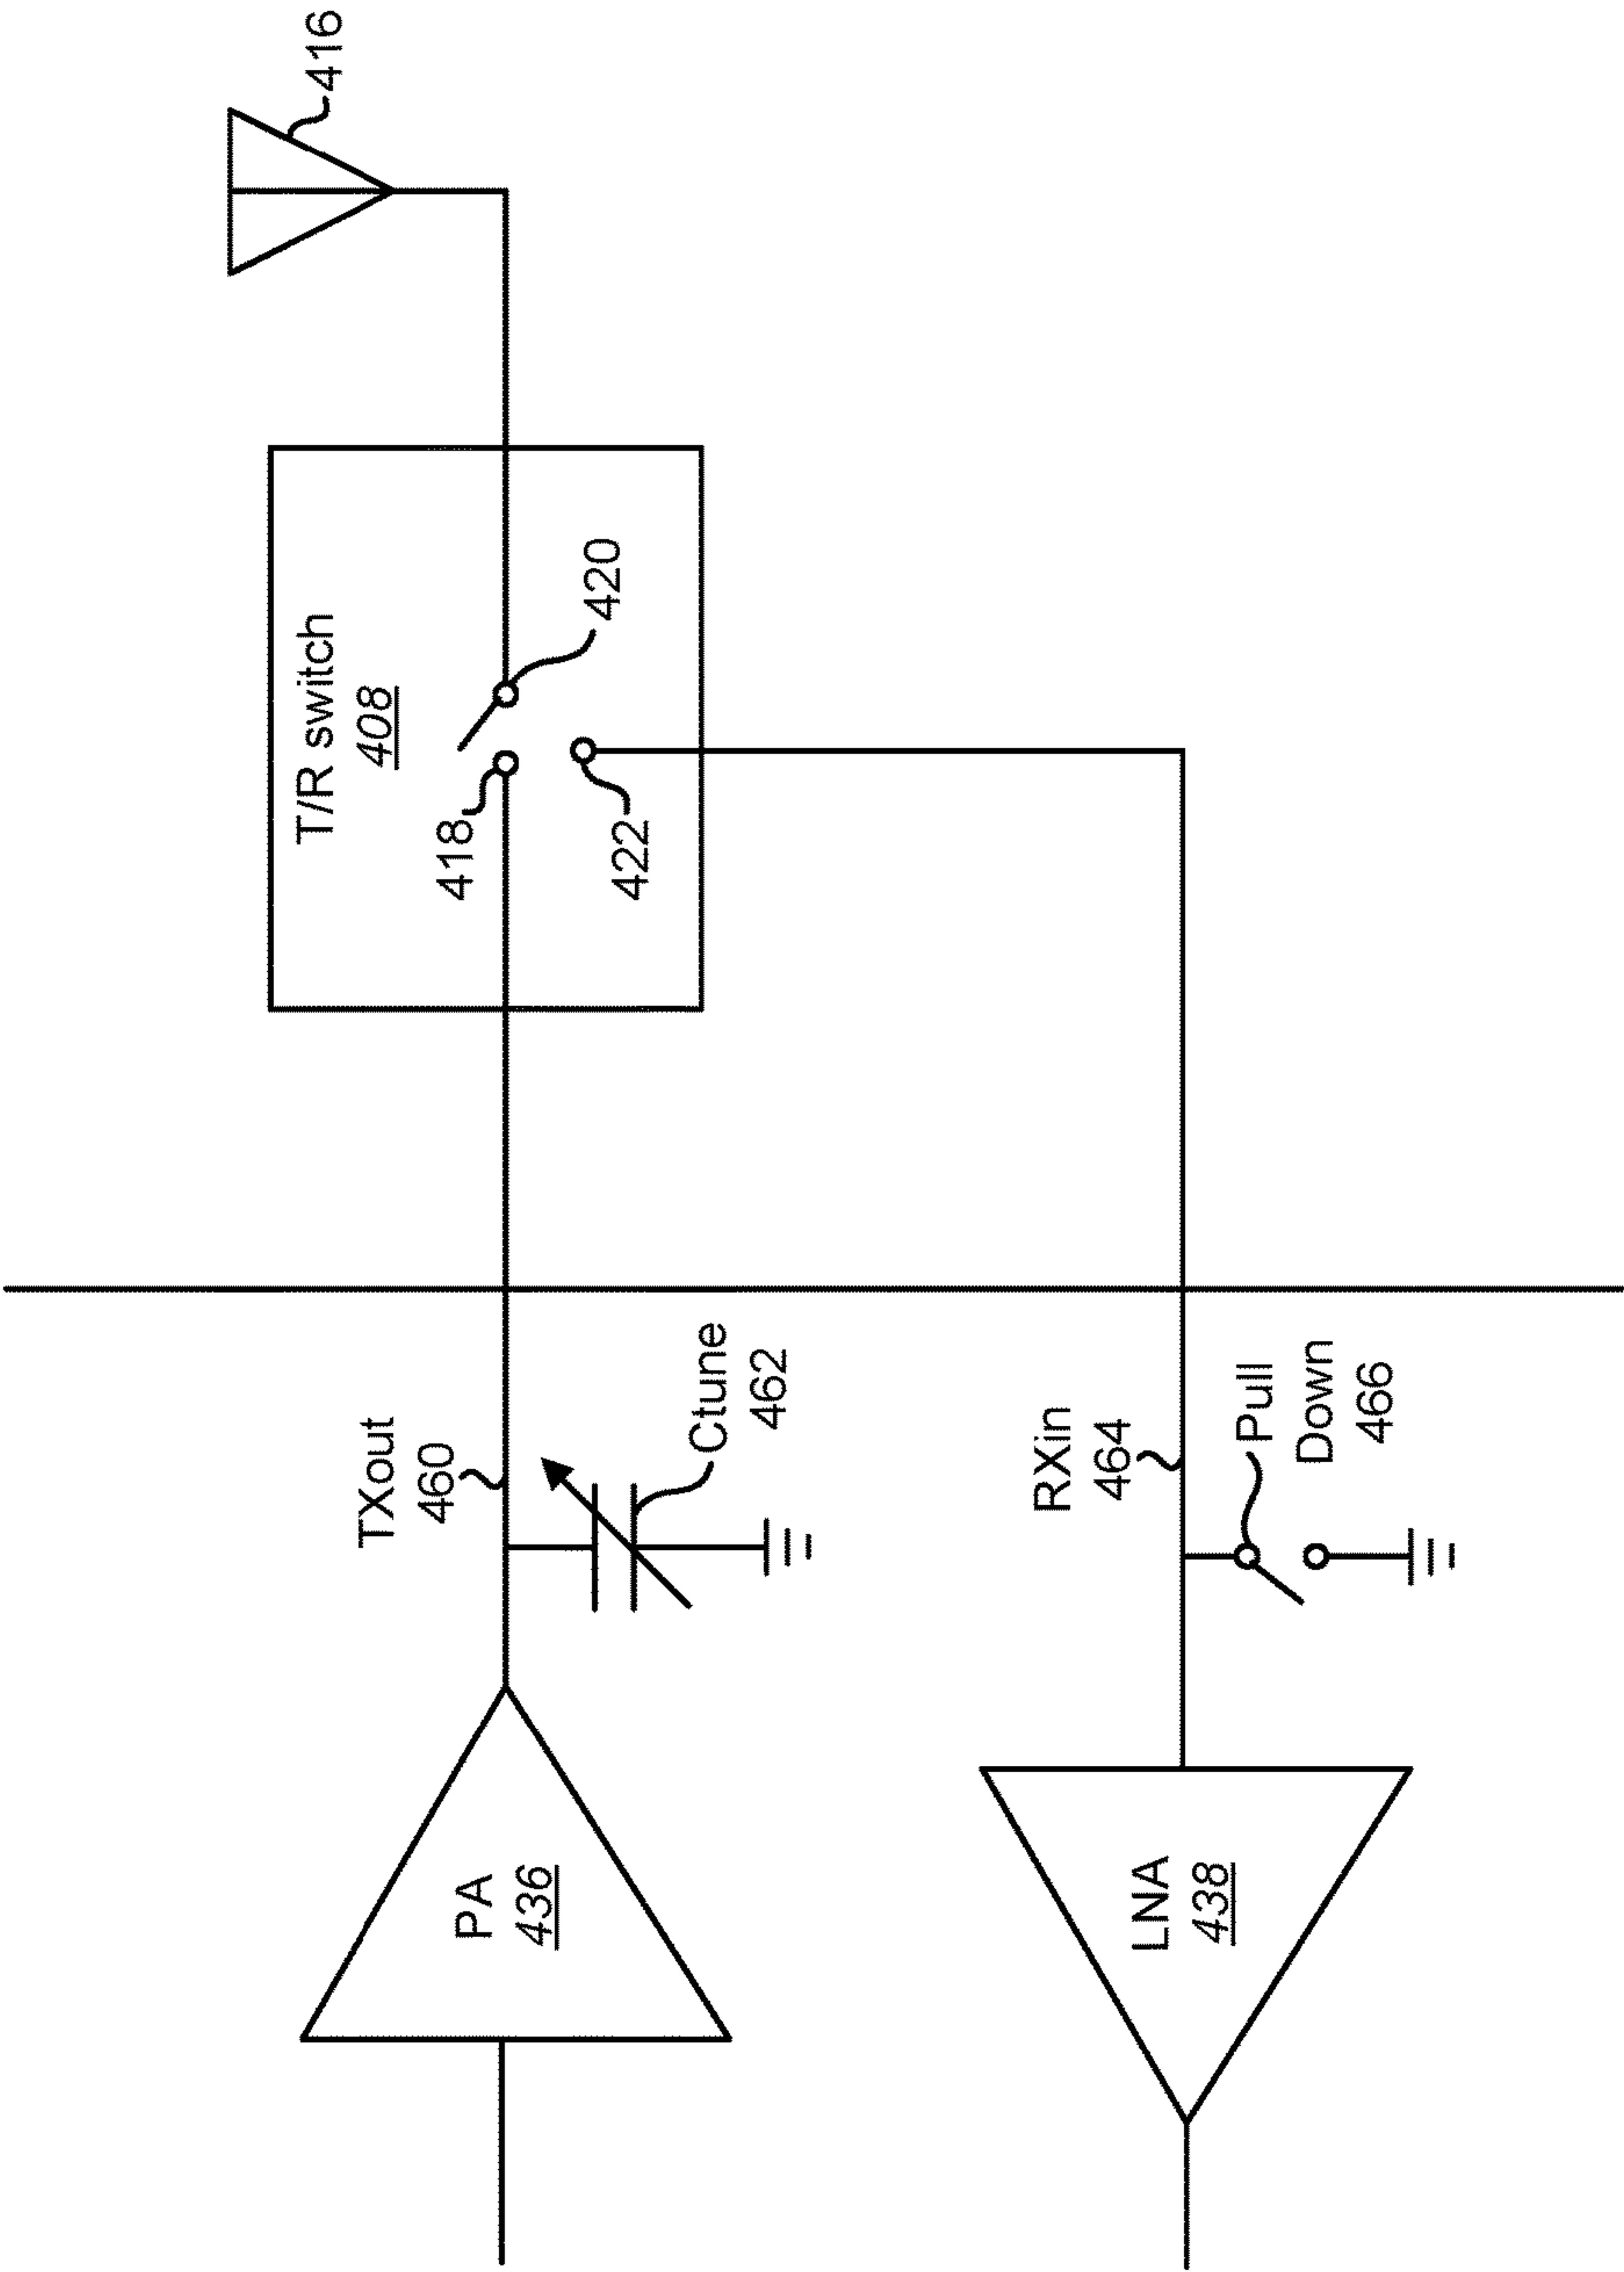 416
T/R switch
408
420
418
422
TXout
460
Ctune
462
RXin
464
Pull
Down
466
PA
436
LNA
438